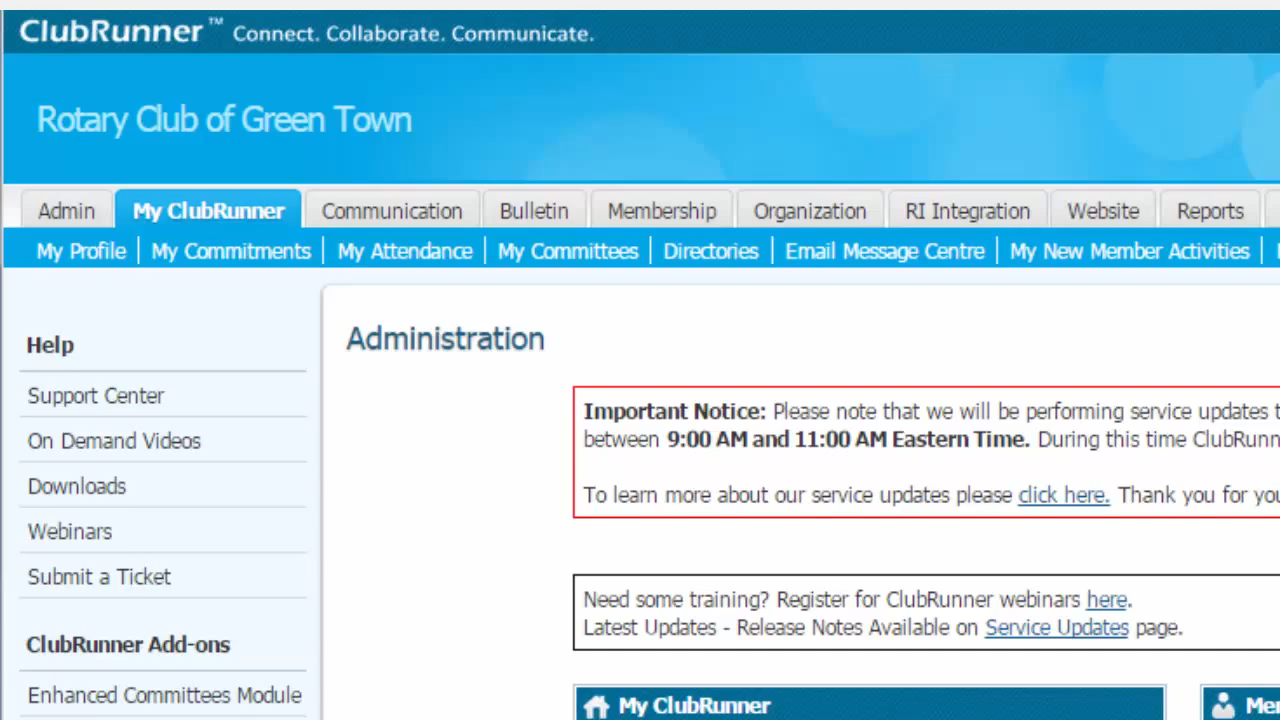 ClubRunner™ Connect. Collaborate. Communicate.
Rotary Club of Green Town
Admin My ClubRunner Communication Bulletin Membership Organization RI Integration Website Reports
My Profile | My Commitments | My Attendance | My Committees | Directories | Email Message Centre | My New Member Activities |
Administration
Help
Support Center
On Demand Videos
Downloads
Webinars
Submit a Ticket
ClubRunner Add-ons
Enhanced Committees Module
Important Notice: Please note that we will be performing service updates
between 9:00 AM and 11:00 AM Eastern Time. During this time
To learn more about our service updates please click here. Thank you for
Need some training? Register for ClubRunner webinars here.
Latest Updates - Release Notes Available on Service Updates page.
My ClubRunner